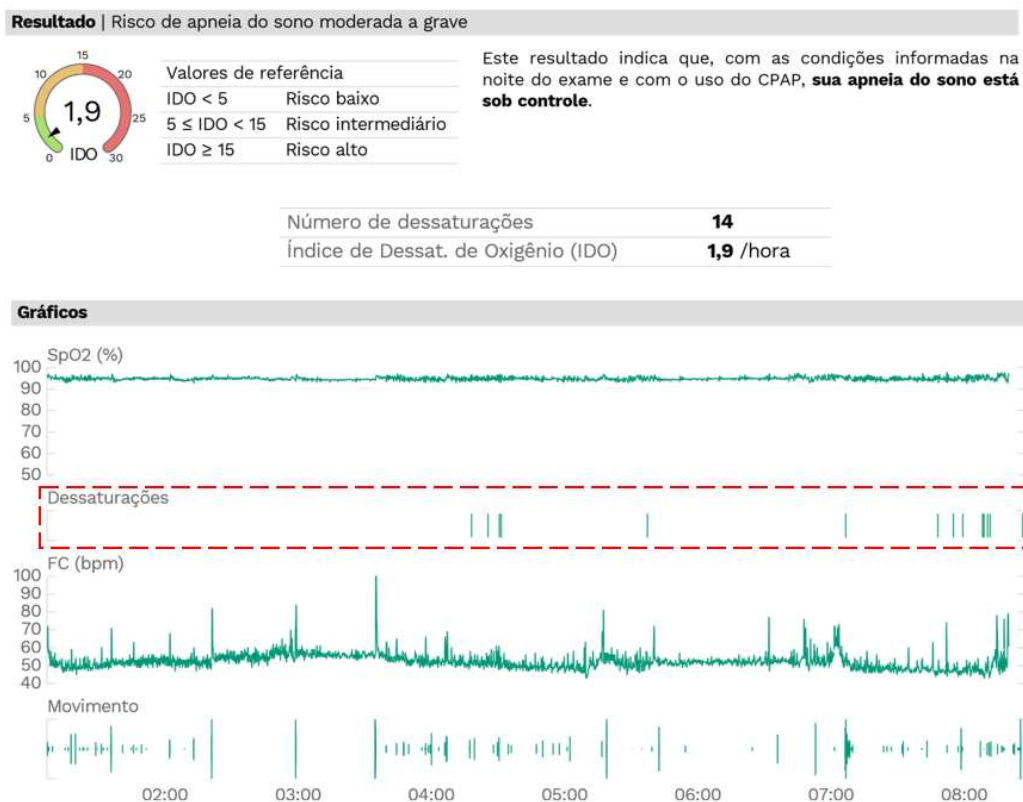 Resultado | Risco de apneia do sono moderada a grave
15
10 20
5 25
0 30
1,9
IDO
Valores de referência
IDO < 5 Risco baixo
5 ≤ IDO < 15 Risco intermediário
IDO ≥ 15 Risco alto
Este resultado indica que, com as condições informadas na
noite do exame e com o uso do CPAP, sua apneia do sono está
sob controle.
Número de dessaturações 14
Índice de Dessat. de Oxigênio (IDO) 1,9 /hora
Gráficos
SpO2 (%)
100
90
80
70
60
50
Dessaturações
FC (bpm)
100
90
80
70
60
50
40
Movimento
02:00 03:00 04:00 05:00 06:00 07:00 08:00